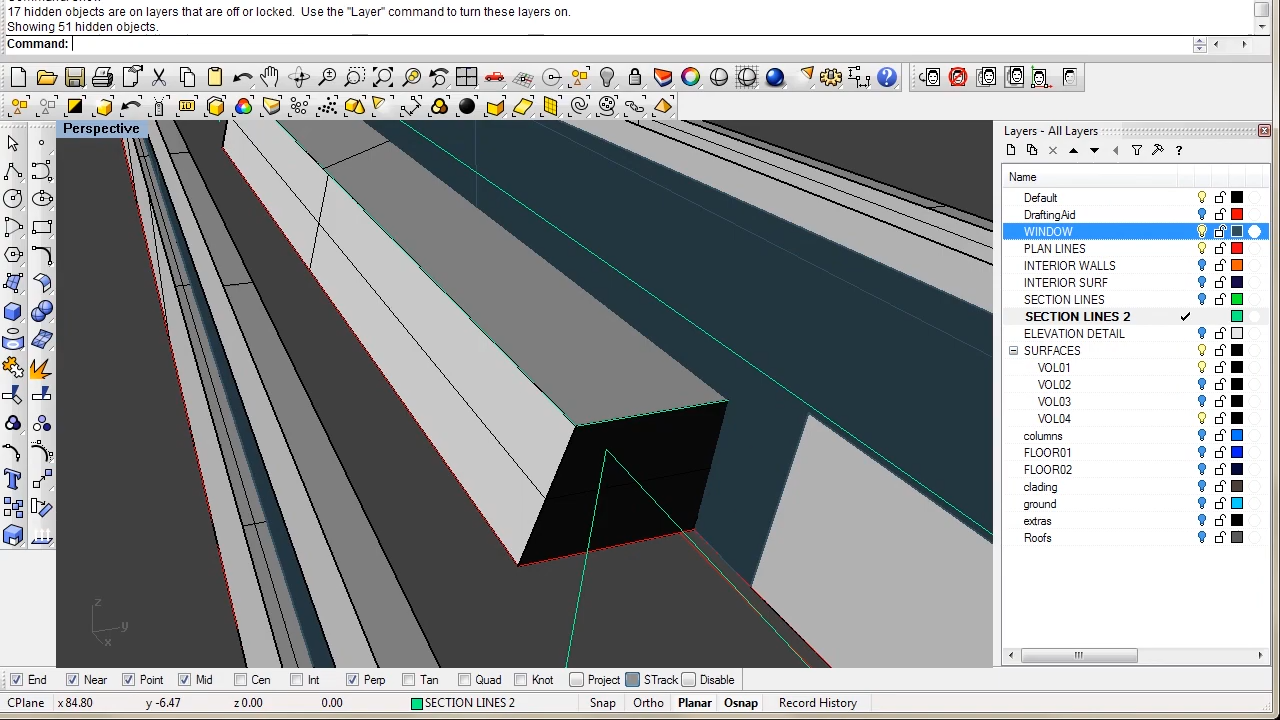 17 hidden objects are on layers that are off or locked.  Use the "Layer" command to turn these layers on.
Showing 51 hidden objects.
Command:
Perspective
z
y
x
Layers - All Layers
Name
Default
DraftingAid
WINDOW
PLAN LINES
INTERIOR WALLS
INTERIOR SURF
SECTION LINES
SECTION LINES 2
ELEVATION DETAIL
SURFACES
VOL01
VOL02
VOL03
VOL04
columns
FLOOR01
FLOOR02
clading
ground
extras
Roofs
End Near Point Mid Cen Int Perp Tan Quad Knot Project STrack Disable
CPlane x 84.80 y -6.47 z 0.00 0.00 SECTION LINES 2 Snap Ortho Planar Osnap Record History